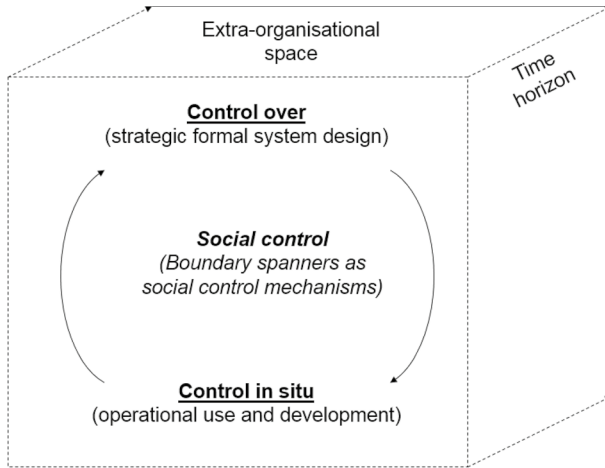 Extra-organisational
space
Time
horizon
Control over
(strategic formal system design)
Social control
(Boundary spanners as
social control mechanisms)
Control in situ
(operational use and development)